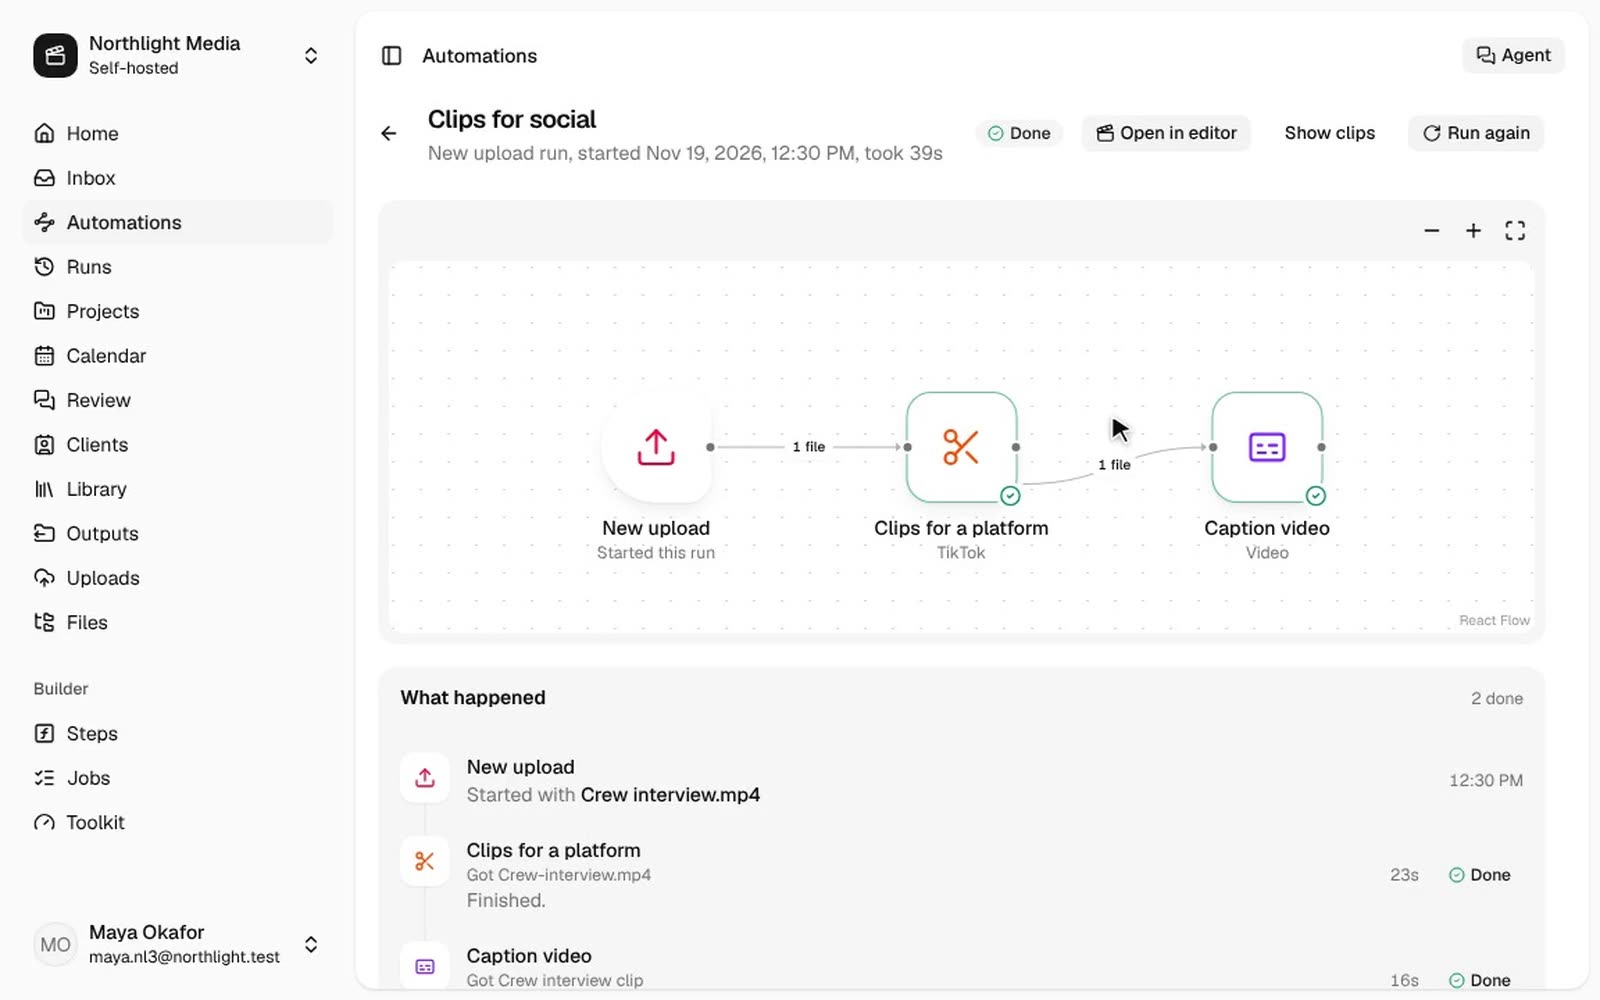 Northlight Media
Self-hosted
Home
Inbox
Automations
Runs
Projects
Calendar
Review
Clients
Library
Outputs
Uploads
Files
Builder
Steps
Jobs
Toolkit
MO
Maya Okafor
maya.nl3@northlight.test
Automations
Agent
Clips for social
New upload run, started Nov 19, 2026, 12:30 PM, took 39s
Done
Open in editor
Show clips
Run again
1 file
1 file
New upload
Started this run
Clips for a platform
TikTok
Caption video
Video
React Flow
What happened
2 done
New upload
Started with Crew interview.mp4
12:30 PM
Clips for a platform
Got Crew-interview.mp4
Finished.
23s
Done
Caption video
Got Crew interview clip
16s
Done